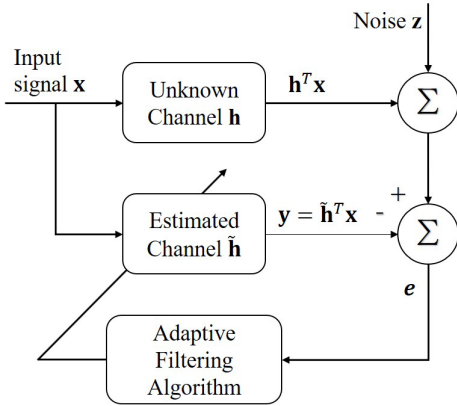 Noise z
Input
signal x
Unknown
Channel h
hᵀx
Σ
Estimated
Channel h̃
y = h̃ᵀx
+
-
Σ
e
Adaptive
Filtering
Algorithm